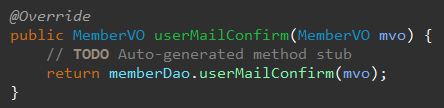 @Override
public MemberVO userMailConfirm(MemberVO mvo) {
    // TODO Auto-generated method stub
    return memberDao.userMailConfirm(mvo);
}